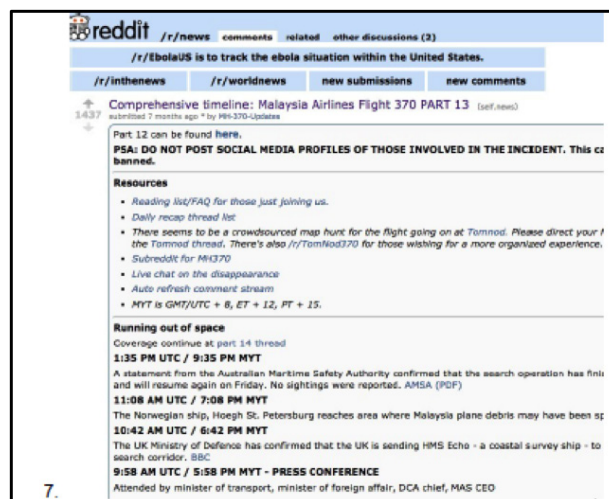 reddit /r/news comments related other discussions (2)
/r/EbolaUS is to track the ebola situation within the United States.
/r/inthenews /r/worldnews new submissions new comments
Comprehensive timeline: Malaysia Airlines Flight 370 PART 13 (self.news)
1437 submitted 7 months ago * by MH-370-Updates
Part 12 can be found here.
PSA: DO NOT POST SOCIAL MEDIA PROFILES OF THOSE INVOLVED IN THE INCIDENT. This ca
banned.
Resources
• Reading list/FAQ for those just joining us.
• Daily recap thread list
• There seems to be a crowdsourced map hunt for the flight going on at Tomnod. Please direct your
the Tomnod thread. There's also /r/TomNod370 for those wishing for a more organized experience.
• Subreddit for MH370
• Live chat on the disappearance
• Auto refresh comment stream
• MYT is GMT/UTC + 8, ET + 12, PT + 15.
Running out of space
Coverage continue at part 14 thread
1:35 PM UTC / 9:35 PM MYT
A statement from the Australian Maritime Safety Authority confirmed that the search operation has finis
and will resume again on Friday. No sightings were reported. AMSA (PDF)
11:08 AM UTC / 7:08 PM MYT
The Norwegian ship, Hoegh St. Petersburg reaches area where Malaysia plane debris may have been sp
10:42 AM UTC / 6:42 PM MYT
The UK Ministry of Defence has confirmed that the UK is sending HMS Echo - a coastal survey ship - to
search corridor. BBC
9:58 AM UTC / 5:58 PM MYT - PRESS CONFERENCE
Attended by minister of transport, minister of foreign affair, DCA chief, MAS CEO
7.